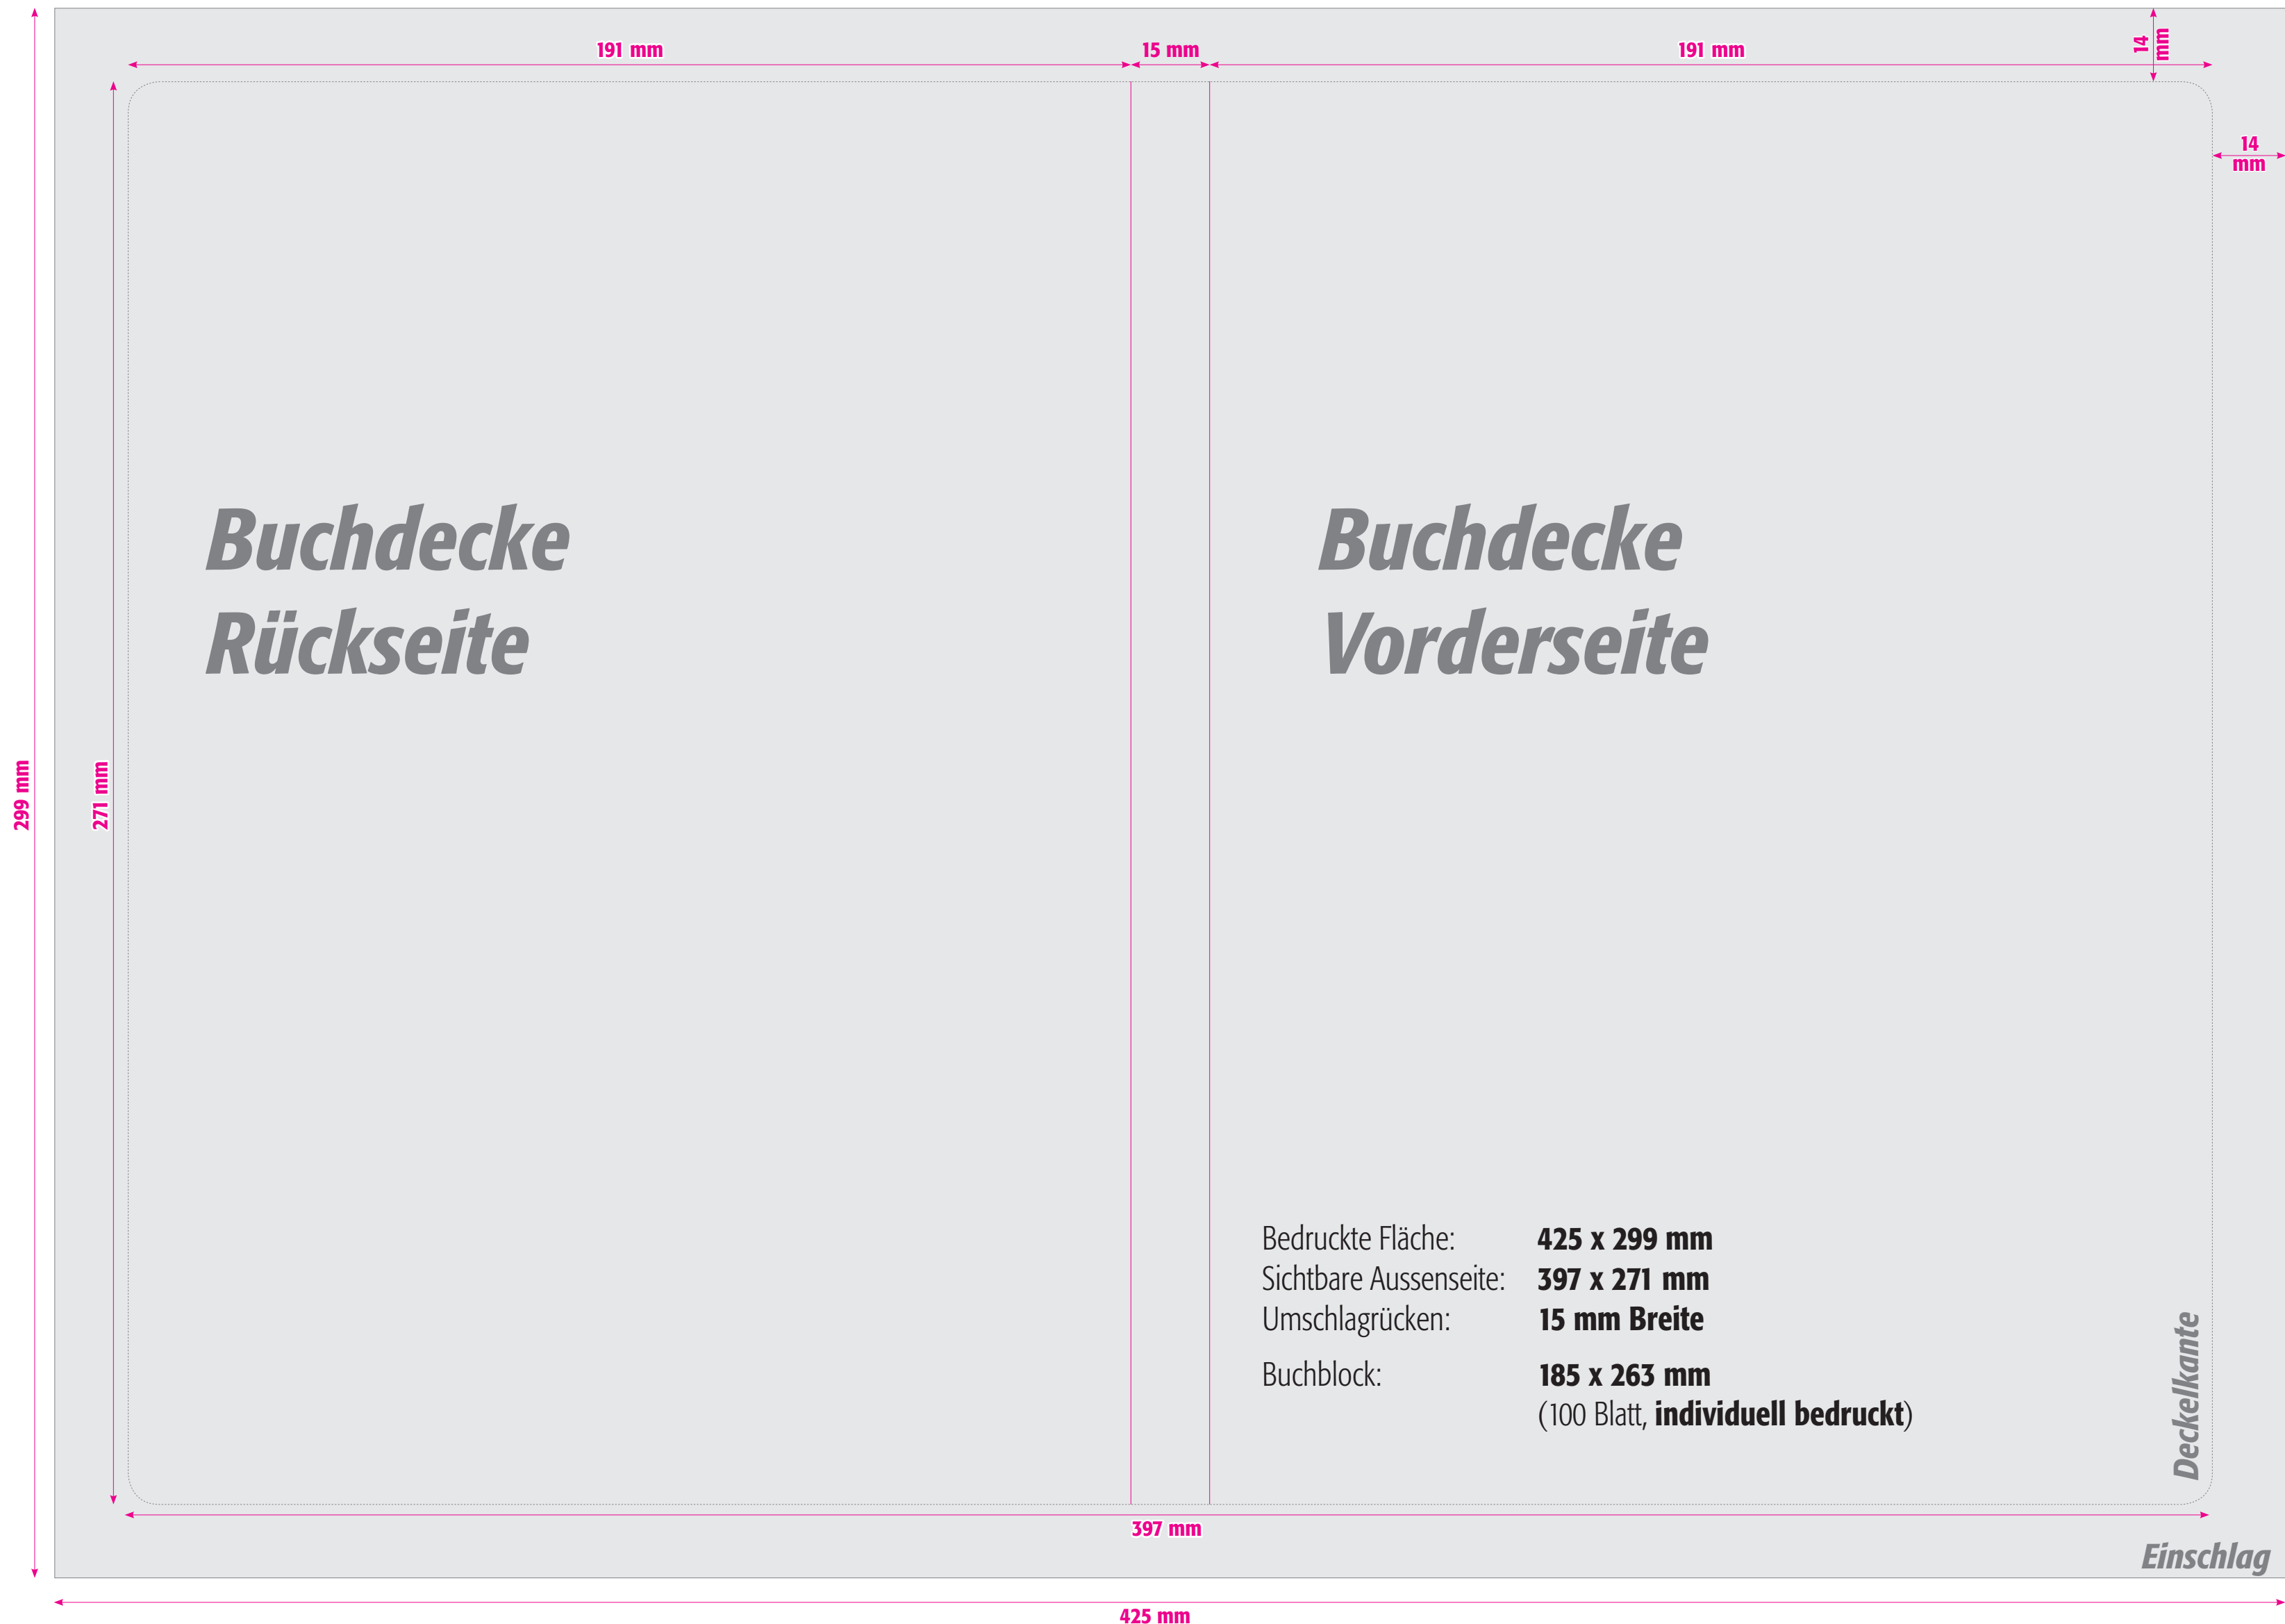 191 mm
15 mm
191 mm
14
mm
14
mm
299 mm
271 mm
Buchdecke
Rückseite
Buchdecke
Vorderseite
Bedruckte Fläche: 425 x 299 mm
Sichtbare Aussenseite: 397 x 271 mm
Umschlagrücken: 15 mm Breite
Buchblock: 185 x 263 mm
(100 Blatt, individuell bedruckt)
Deckelkante
397 mm
Einschlag
425 mm